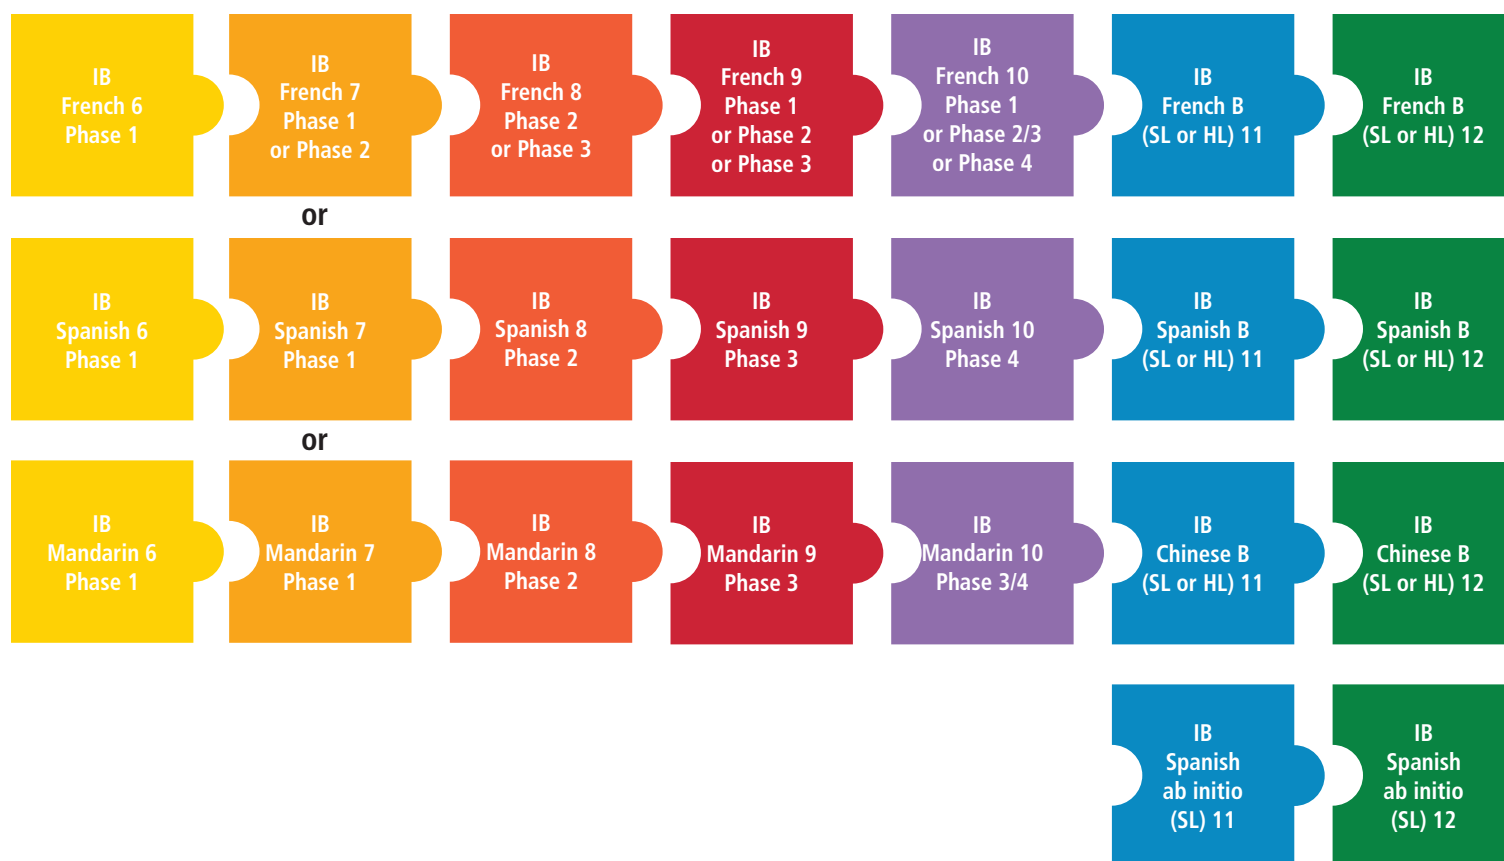 IB
French 6
Phase 1
IB
French 7
Phase 1
or Phase 2
IB
French 8
Phase 2
or Phase 3
IB
French 9
Phase 1
or Phase 2
or Phase 3
IB
French 10
Phase 1
or Phase 2/3
or Phase 4
IB
French B
(SL or HL) 11
IB
French B
(SL or HL) 12
or
IB
Spanish 6
Phase 1
IB
Spanish 7
Phase 1
IB
Spanish 8
Phase 2
IB
Spanish 9
Phase 3
IB
Spanish 10
Phase 4
IB
Spanish B
(SL or HL) 11
IB
Spanish B
(SL or HL) 12
or
IB
Mandarin 6
Phase 1
IB
Mandarin 7
Phase 1
IB
Mandarin 8
Phase 2
IB
Mandarin 9
Phase 3
IB
Mandarin 10
Phase 3/4
IB
Chinese B
(SL or HL) 11
IB
Chinese B
(SL or HL) 12
IB
Spanish
ab initio
(SL) 11
IB
Spanish
ab initio
(SL) 12